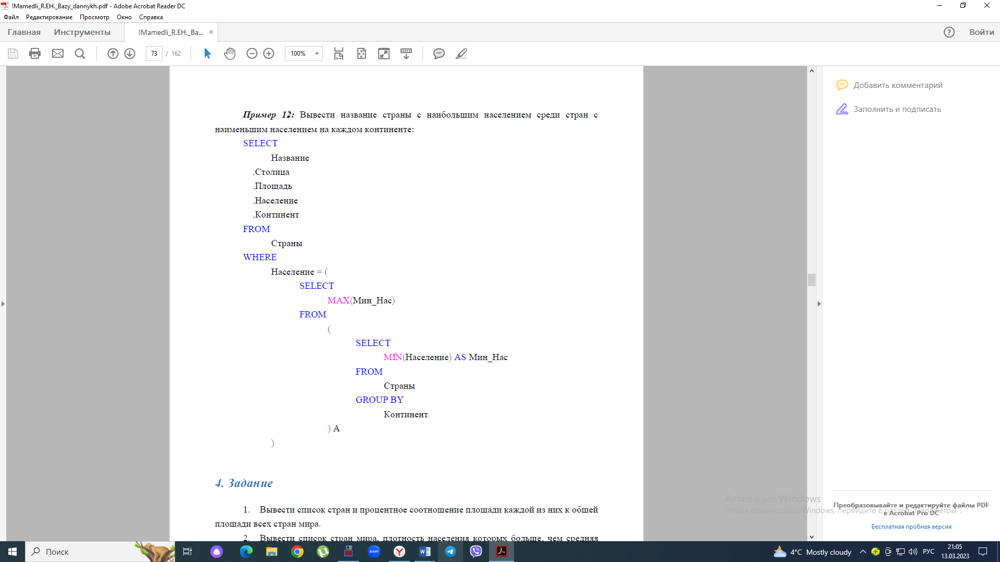 !Mamedli_R.EH._Bazy_dannykh.pdf - Adobe Acrobat Reader DC
Файл Редактирование Просмотр Окно Справка
Главная Инструменты !Mamedli_R.EH._Ba... × ? Войти
73 / 162 100%
Добавить комментарий
Заполнить и подписать
Пример 12: Вывести название страны с наибольшим населением среди стран с
наименьшим населением на каждом континенте:
SELECT
Название
,Столица
,Площадь
,Население
,Континент
FROM
Страны
WHERE
Население = (
SELECT
MAX(Мин_Нас)
FROM
(
SELECT
MIN(Население) AS Мин_Нас
FROM
Страны
GROUP BY
Континент
) A
)
4. Задание
1. Вывести список стран и процентное соотношение площади каждой из них к общей
площади всех стран мира.
2. Вывести список стран мира, плотность населения которых больше, чем средняя
Активация Windows
Чтобы активировать Windows, перейдите в раздел "Параметры".
Преобразовывайте и редактируйте файлы PDF
в Acrobat Pro DC
Бесплатная пробная версия
Поиск
zoom
4°C Mostly cloudy
РУС
21:05
13.03.2023